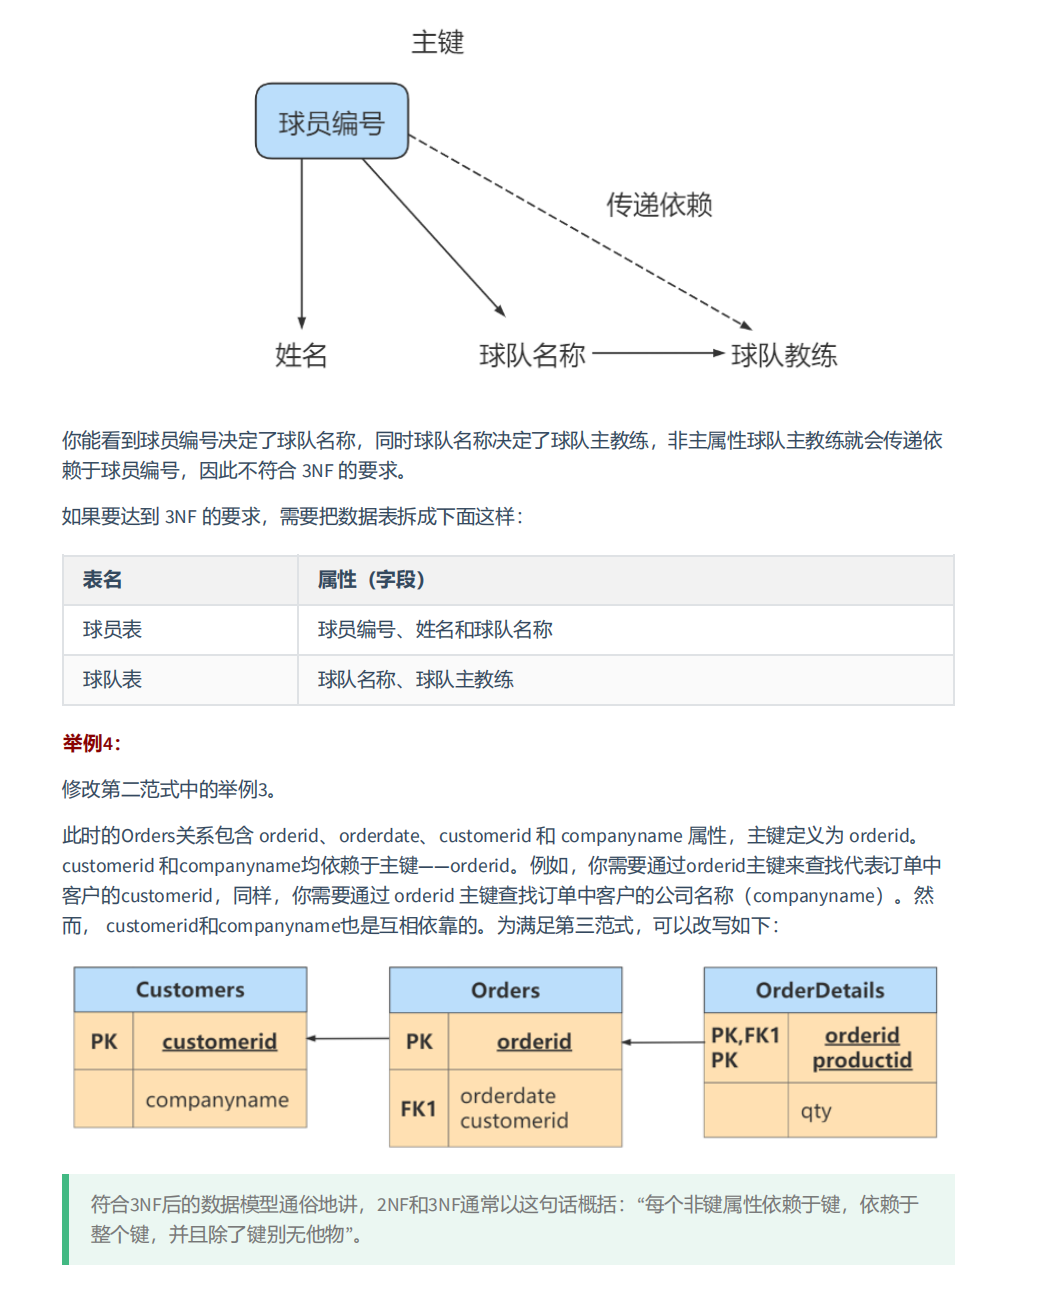 主键
球员编号
传递依赖
姓名
球队名称
球队教练
你能看到球员编号决定了球队名称，同时球队名称决定了球队主教练，非主属性球队主教练就会传递依
赖于球员编号，因此不符合 3NF 的要求。
如果要达到 3NF 的要求，需要把数据表拆成下面这样：
表名 属性（字段）
球员表 球员编号、姓名和球队名称
球队表 球队名称、球队主教练
举例4：
修改第二范式中的举例3。
此时的Orders关系包含 orderid、orderdate、customerid 和 companyname 属性，主键定义为 orderid。
customerid 和companyname均依赖于主键——orderid。例如，你需要通过orderid主键来查找代表订单中
客户的customerid，同样，你需要通过 orderid 主键查找订单中客户的公司名称（companyname）。然
而， customerid和companyname也是互相依靠的。为满足第三范式，可以改写如下：
Customers
PK customerid
companyname
Orders
PK orderid
FK1 orderdate
customerid
OrderDetails
PK,FK1 orderid
PK productid
qty
符合3NF后的数据模型通俗地讲，2NF和3NF通常以这句话概括：“每个非键属性依赖于键，依赖于
整个键，并且除了键别无他物”。